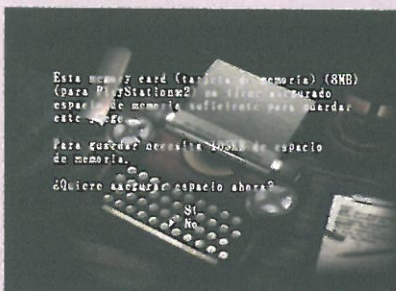 Esta memory card (tarjeta de memoria) (8MB)
(para PlayStation®2) no tiene asegurado
espacio de memoria suficiente para guardar
este juego.
Para guardar necesita de espacio
de memoria.
¿Quiere asegurar espacio ahora?
Sí
No